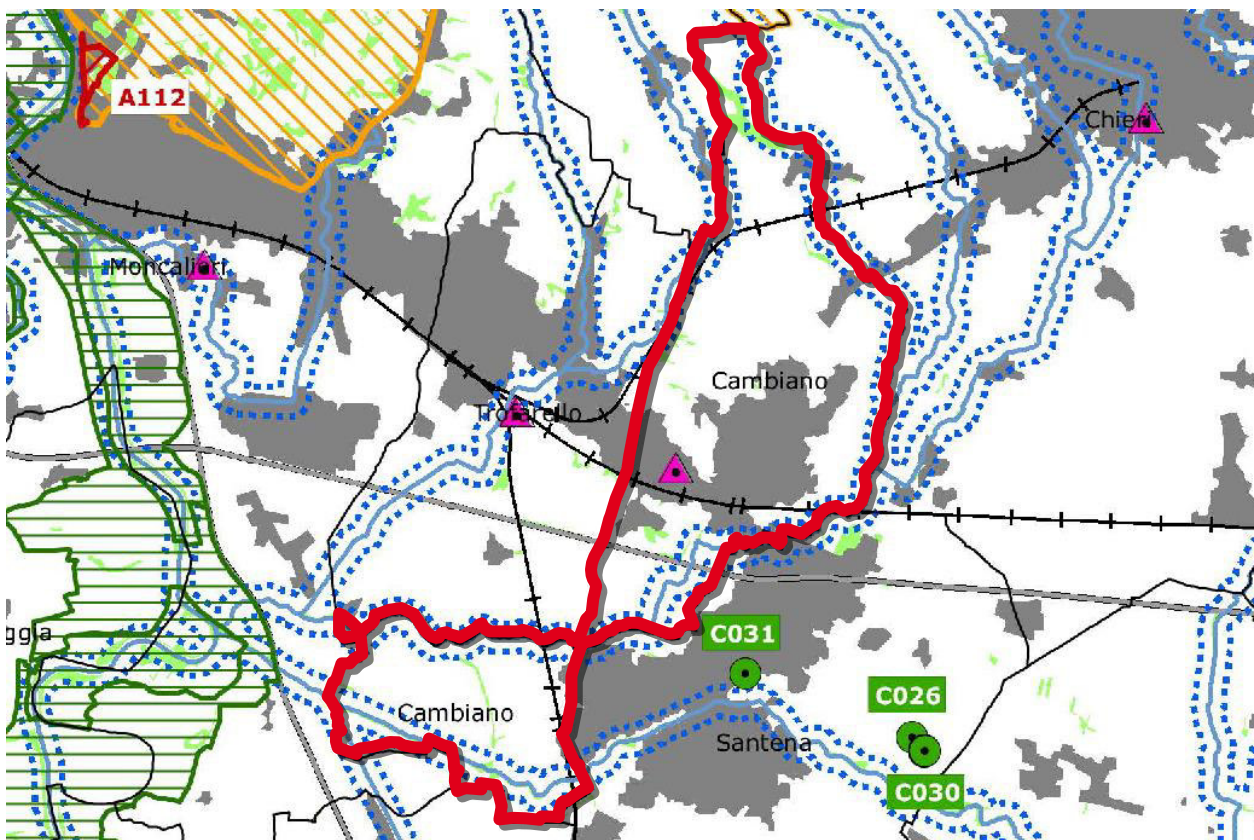 A112
Chieri
Moncalieri
Cambiano
Trofarello
C031
ggia
C026
Cambiano
Santena
C030